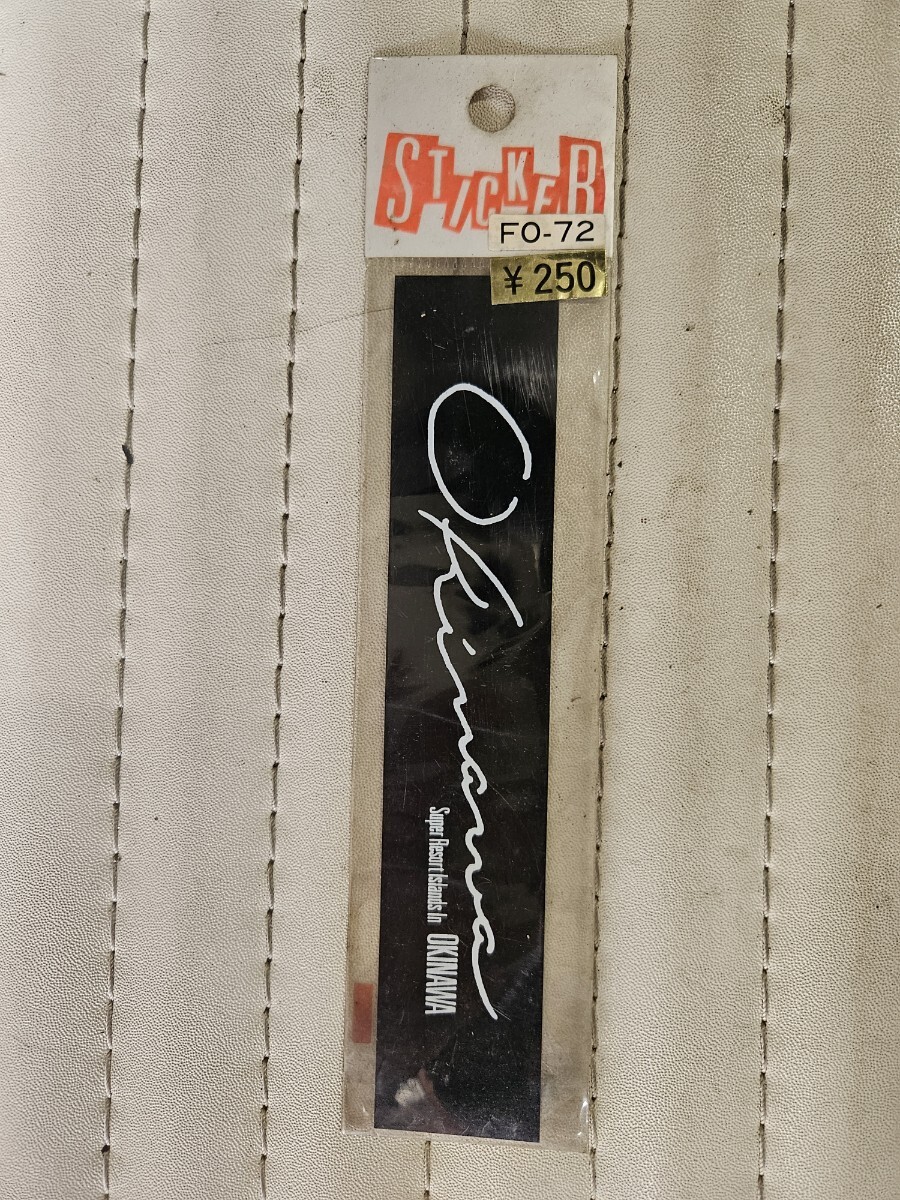 STICKER
FO-72
¥250
Okinawa
Super Resort Islands In OKINAWA